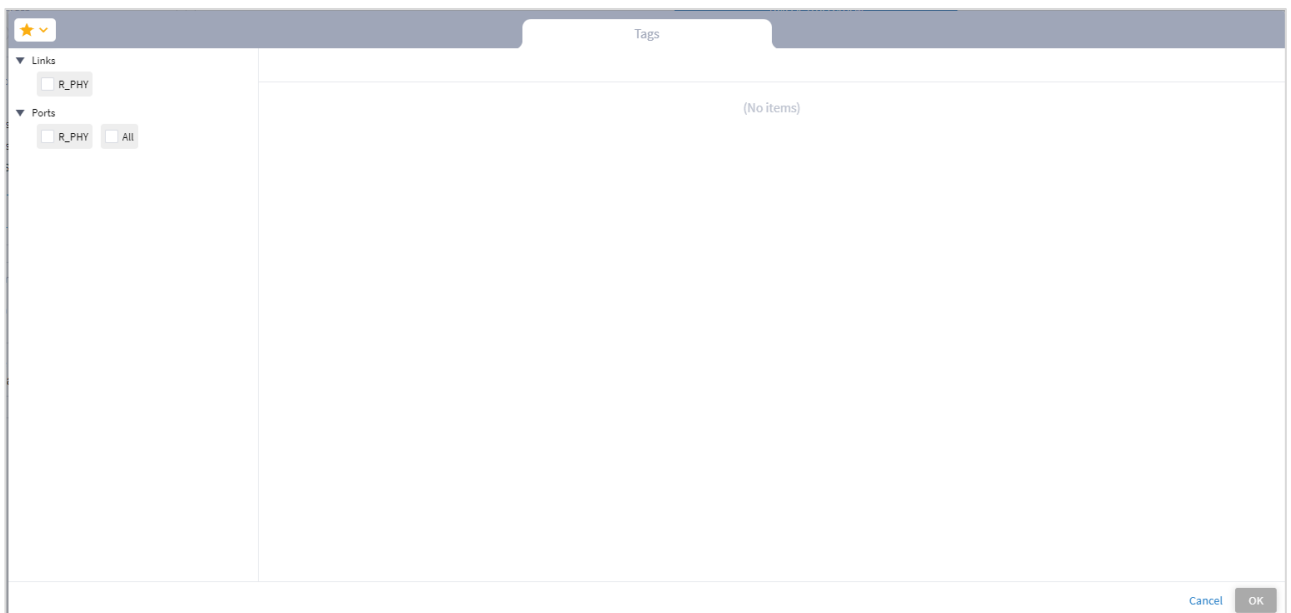 Tags
Links
R_PHY
(No items)
Ports
R_PHY All
Cancel OK